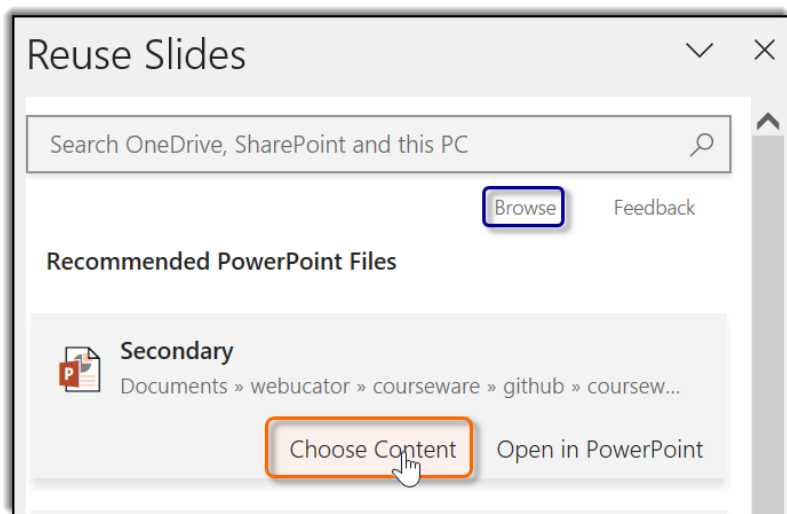 Reuse Slides
Search OneDrive, SharePoint and this PC
Browse Feedback
Recommended PowerPoint Files
Secondary
Documents » webucator » courseware » github » coursew...
Choose Content Open in PowerPoint